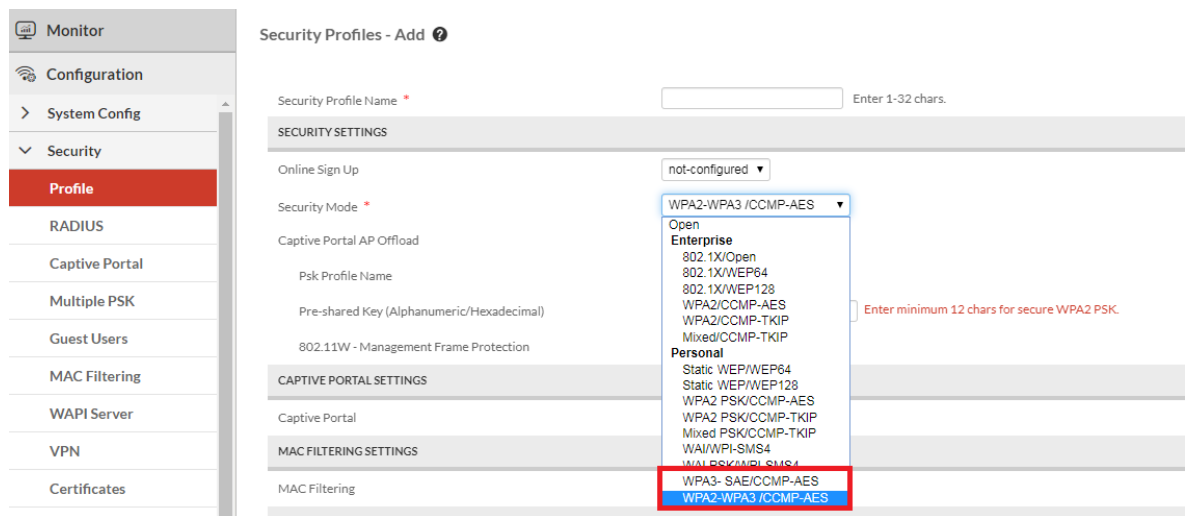 Monitor
Configuration
System Config
Security
Profile
RADIUS
Captive Portal
Multiple PSK
Guest Users
MAC Filtering
WAPI Server
VPN
Certificates
Security Profiles - Add ?
Security Profile Name * Enter 1-32 chars.
SECURITY SETTINGS
Online Sign Up not-configured
Security Mode * WPA2-WPA3 /CCMP-AES
Captive Portal AP Offload
Psk Profile Name
Pre-shared Key (Alphanumeric/Hexadecimal) Enter minimum 12 chars for secure WPA2 PSK.
802.11W - Management Frame Protection
CAPTIVE PORTAL SETTINGS
Captive Portal
MAC FILTERING SETTINGS
MAC Filtering
Open
Enterprise
802.1X/Open
802.1X/WEP64
802.1X/WEP128
WPA2/CCMP-AES
WPA2/CCMP-TKIP
Mixed/CCMP-TKIP
Personal
Static WEP/WEP64
Static WEP/WEP128
WPA2 PSK/CCMP-AES
WPA2 PSK/CCMP-TKIP
Mixed PSK/CCMP-TKIP
WAI/WPI-SMS4
WAI PSK/WPI-SMS4
WPA3- SAE/CCMP-AES
WPA2-WPA3 /CCMP-AES